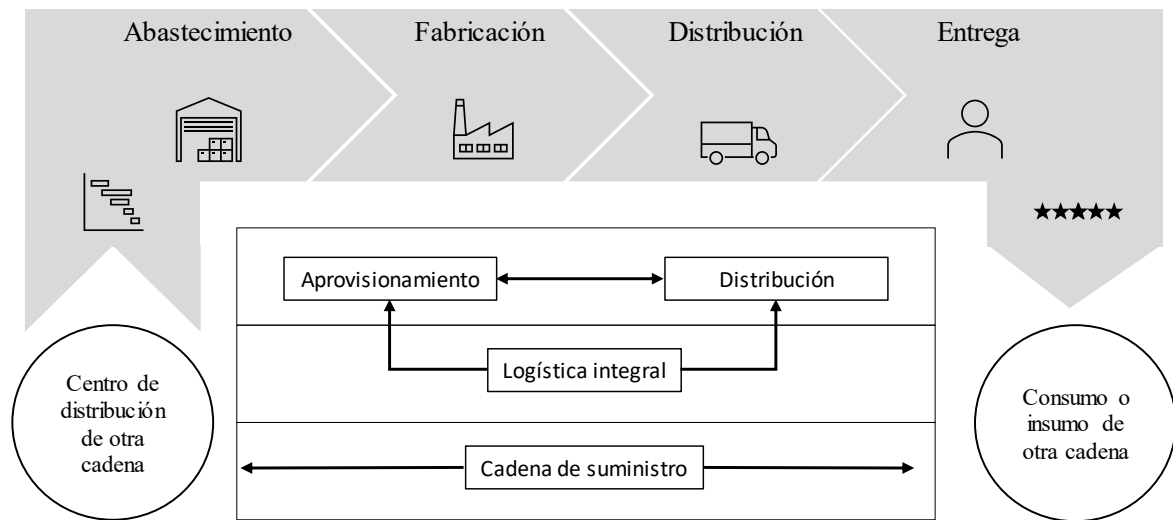 Abastecimiento
Fabricación
Distribución
Entrega
Aprovisionamiento
Distribución
Logística integral
Cadena de suministro
Centro de
distribución
de otra
cadena
Consumo o
insumo de
otra cadena